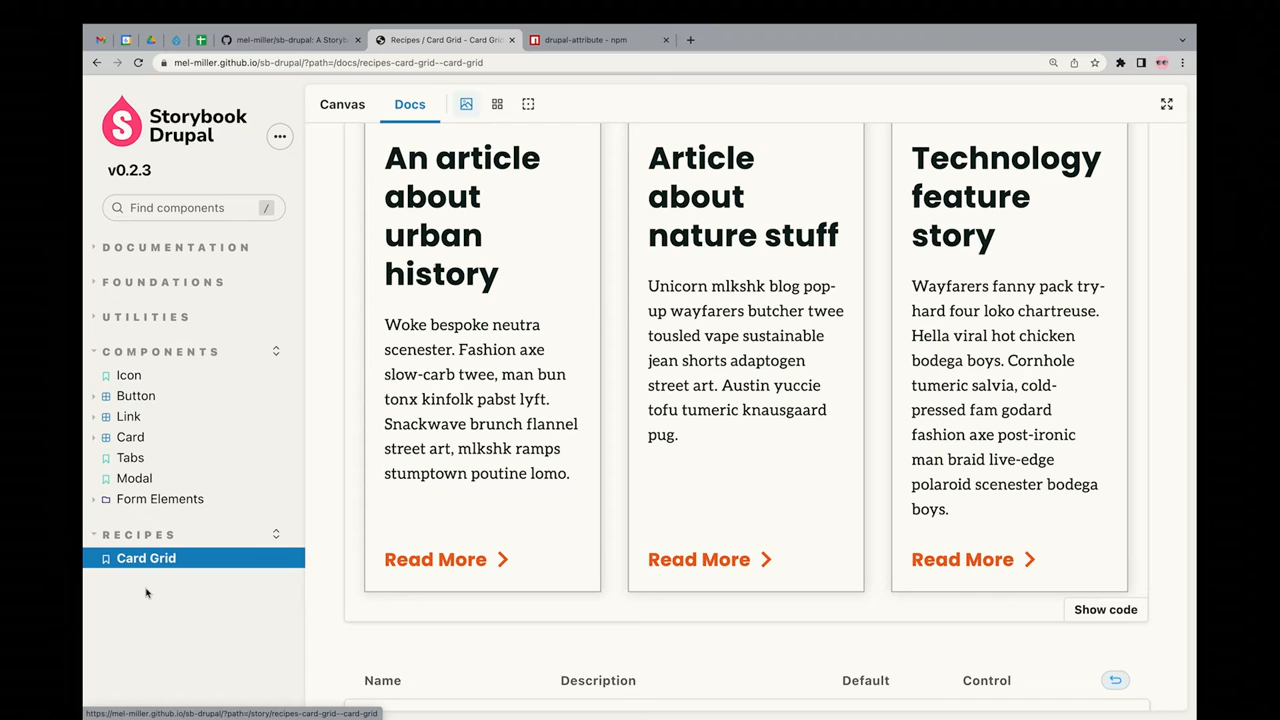 mel-miller/sb-drupal: A Storyb
Recipes / Card Grid - Card Gri
drupal-attribute - npm
mel-miller.github.io/sb-drupal/?path=/docs/recipes-card-grid--card-grid
Storybook
Drupal
v0.2.3
Find components
/
DOCUMENTATION
FOUNDATIONS
UTILITIES
COMPONENTS
Icon
Button
Link
Card
Tabs
Modal
Form Elements
RECIPES
Card Grid
Canvas
Docs
An article
about
urban
history
Woke bespoke neutra
scenester. Fashion axe
slow-carb twee, man bun
tonx kinfolk pabst lyft.
Snackwave brunch flannel
street art, mlkshk ramps
stumptown poutine lomo.
Read More
Article
about
nature stuff
Unicorn mlkshk blog pop-
up wayfarers butcher twee
tousled vape sustainable
jean shorts adaptogen
street art. Austin yuccie
tofu tumeric knausgaard
pug.
Read More
Technology
feature
story
Wayfarers fanny pack try-
hard four loko chartreuse.
Hella viral hot chicken
bodega boys. Cornhole
tumeric salvia, cold-
pressed fam godard
fashion axe post-ironic
man braid live-edge
polaroid scenester bodega
boys.
Read More
Show code
Name
Description
Default
Control
https://mel-miller.github.io/sb-drupal/?path=/story/recipes-card-grid--card-grid